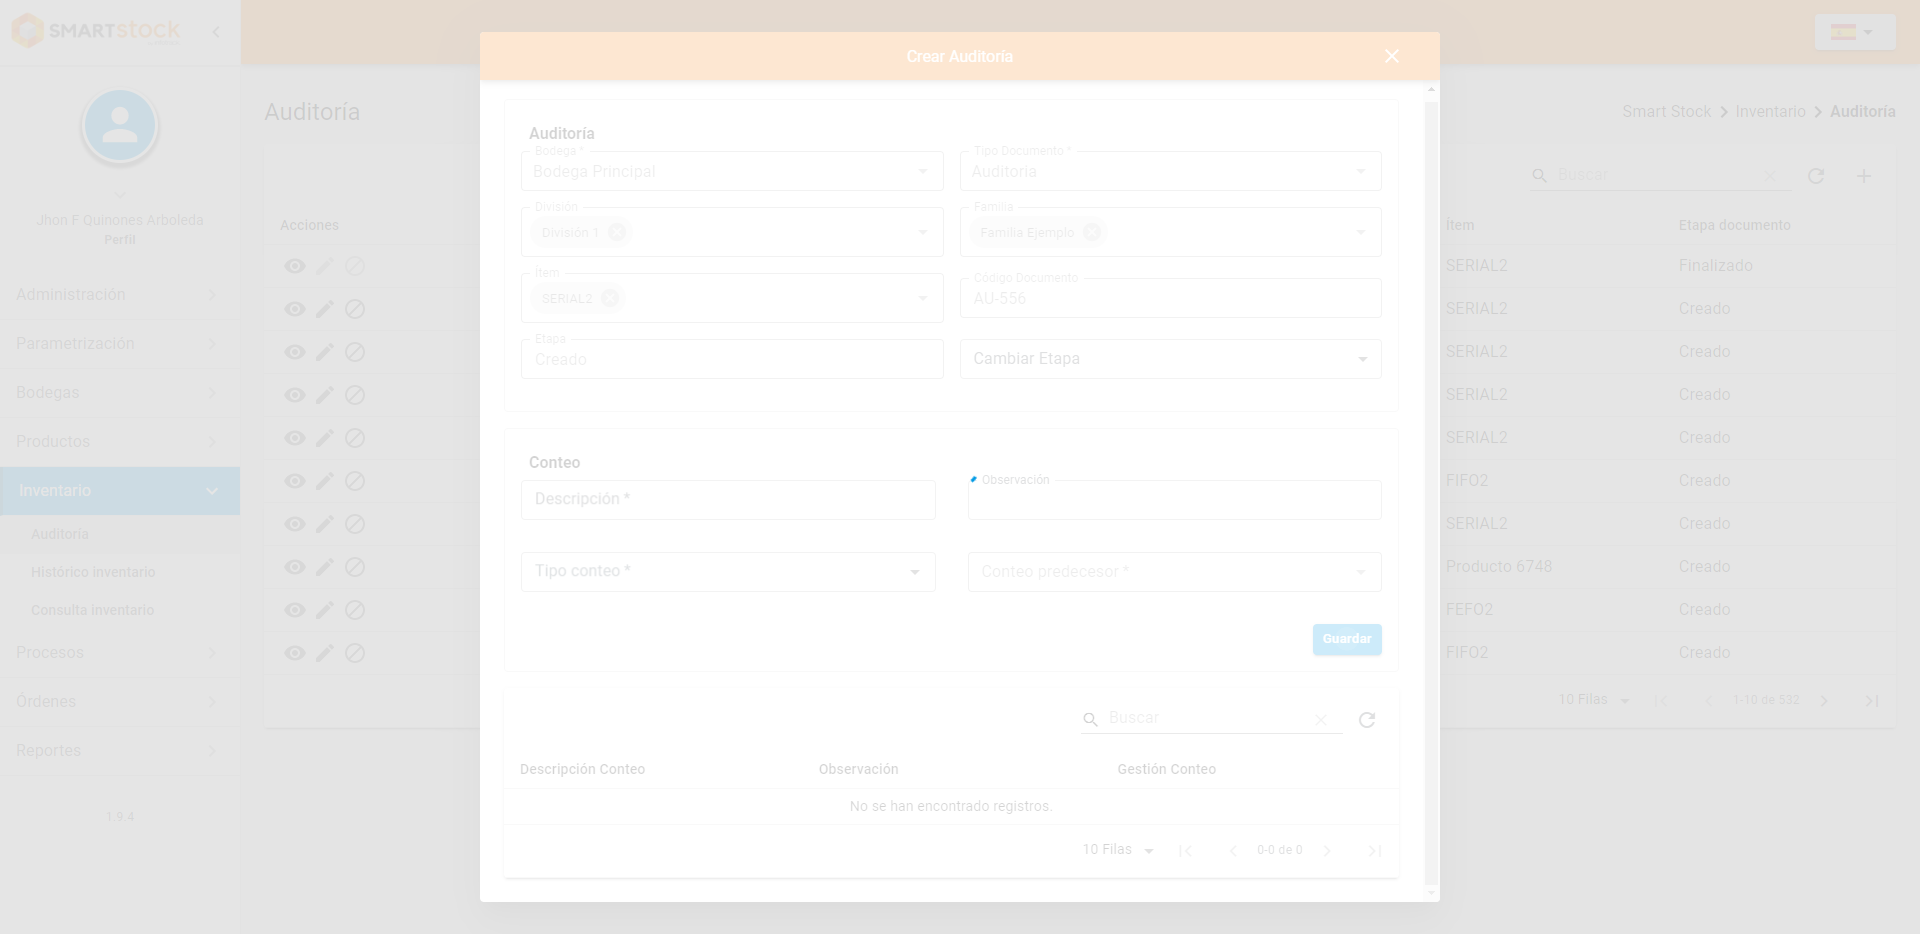 SMARTstock
Jhon F Quinones Arboleda
Perfil
Administración
Parametrización
Bodegas
Productos
Inventario
Auditoría
Histórico inventario
Consulta inventario
Procesos
Órdenes
Reportes
1.9.4
Auditoría
Smart Stock
Inventario
Auditoría
Buscar
Acciones
Ítem
Etapa documento
SERIAL2
Finalizado
SERIAL2
Creado
SERIAL2
Creado
SERIAL2
Creado
SERIAL2
Creado
FIFO2
Creado
SERIAL2
Creado
Producto 6748
Creado
FEFO2
Creado
FIFO2
Creado
10 Filas
1-10 de 532
Crear Auditoría
Auditoría
Bodega *
Bodega Principal
Tipo Documento *
Auditoría
División
División 1
Familia
Familia Ejemplo
Ítem
SERIAL2
Código Documento
AU-556
Etapa
Creado
Cambiar Etapa
Conteo
Descripción *
Observación
Tipo conteo *
Conteo predecesor *
Guardar
Buscar
Descripción Conteo
Observación
Gestión Conteo
No se han encontrado registros.
10 Filas
0-0 de 0